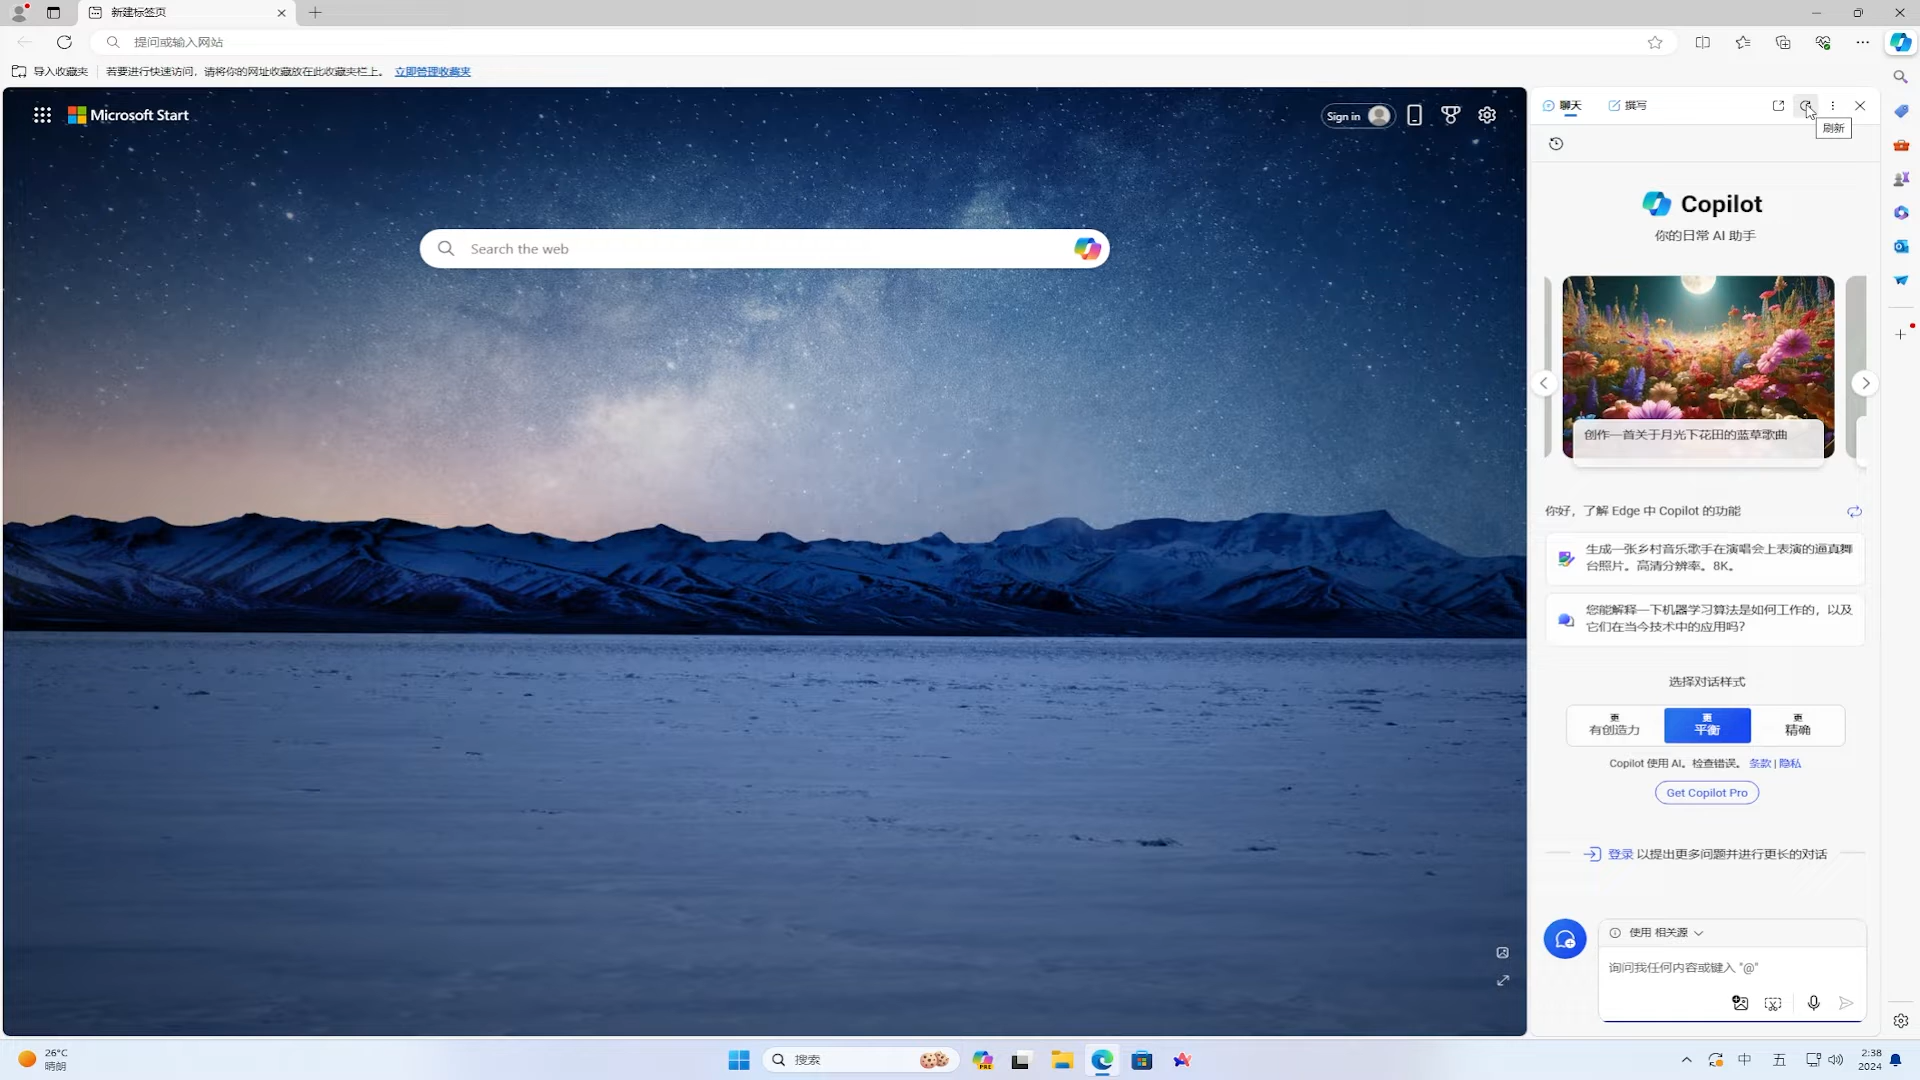 新建标签页
提问或输入网站
导入收藏夹 若要进行快速访问，请将你的网址收藏放在此收藏夹栏上。 立即管理收藏夹
Microsoft Start
Sign in
Search the web
聊天 撰写
刷新
Copilot
你的日常 AI 助手
创作一首关于月光下花田的蓝草歌曲
你好，了解 Edge 中 Copilot 的功能
生成一张乡村音乐歌手在演唱会上表演的逼真舞
台照片。高清分辨率。8K。
您能解释一下机器学习算法是如何工作的，以及
它们在当今技术中的应用吗?
选择对话样式
更 更 更
有创造力 平衡 精确
Copilot 使用 AI。检查错误。 条款 | 隐私
Get Copilot Pro
登录 以提出更多问题并进行更长的对话
使用 相关源
询问我任何内容或键入 "@"
26°C
晴朗
搜索
PRE
中 五
2:38
2024